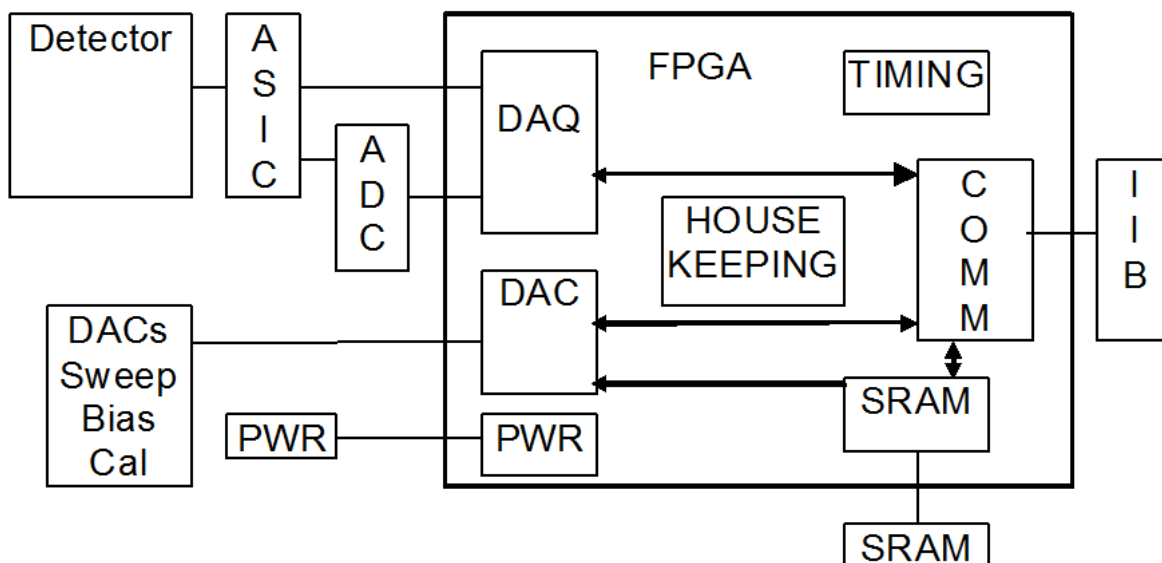 Detector
A
S
I
C
A
D
C
FPGA
DAQ
TIMING
HOUSE
KEEPING
C
O
M
M
I
I
B
DAC
DACs
Sweep
Bias
Cal
PWR
PWR
SRAM
SRAM